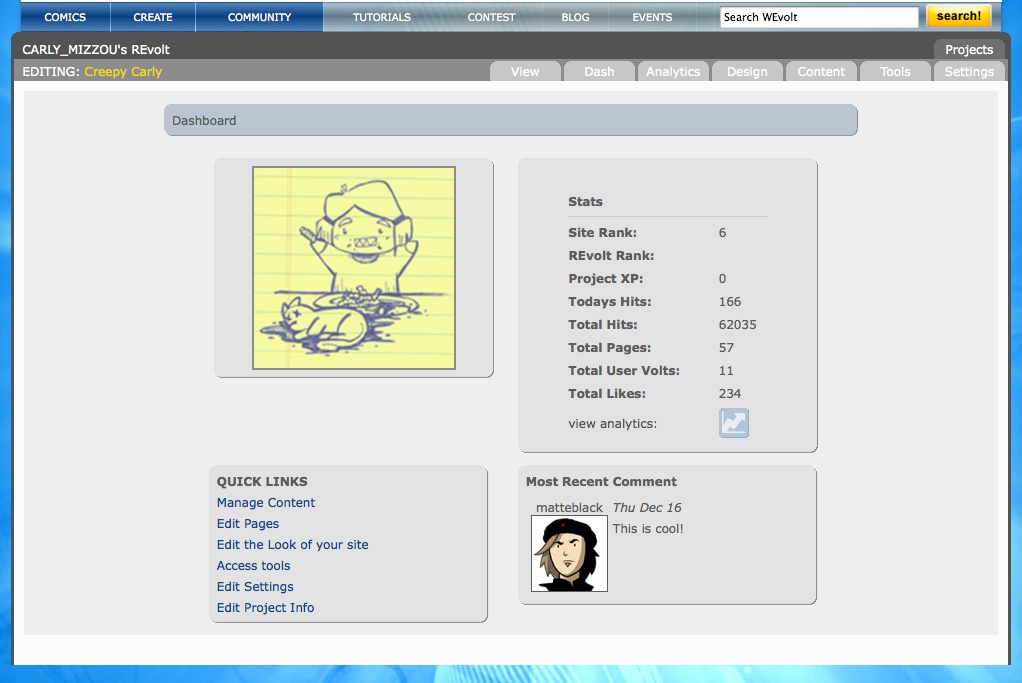 COMICS CREATE COMMUNITY TUTORIALS CONTEST BLOG EVENTS Search WEvolt search!
CARLY_MIZZOU's REvolt Projects
EDITING: Creepy Carly View Dash Analytics Design Content Tools Settings
Dashboard
Stats
Site Rank: 6
REvolt Rank:
Project XP: 0
Todays Hits: 166
Total Hits: 62035
Total Pages: 57
Total User Volts: 11
Total Likes: 234
view analytics:
QUICK LINKS
Manage Content
Edit Pages
Edit the Look of your site
Access tools
Edit Settings
Edit Project Info
Most Recent Comment
matteblack Thu Dec 16
This is cool!